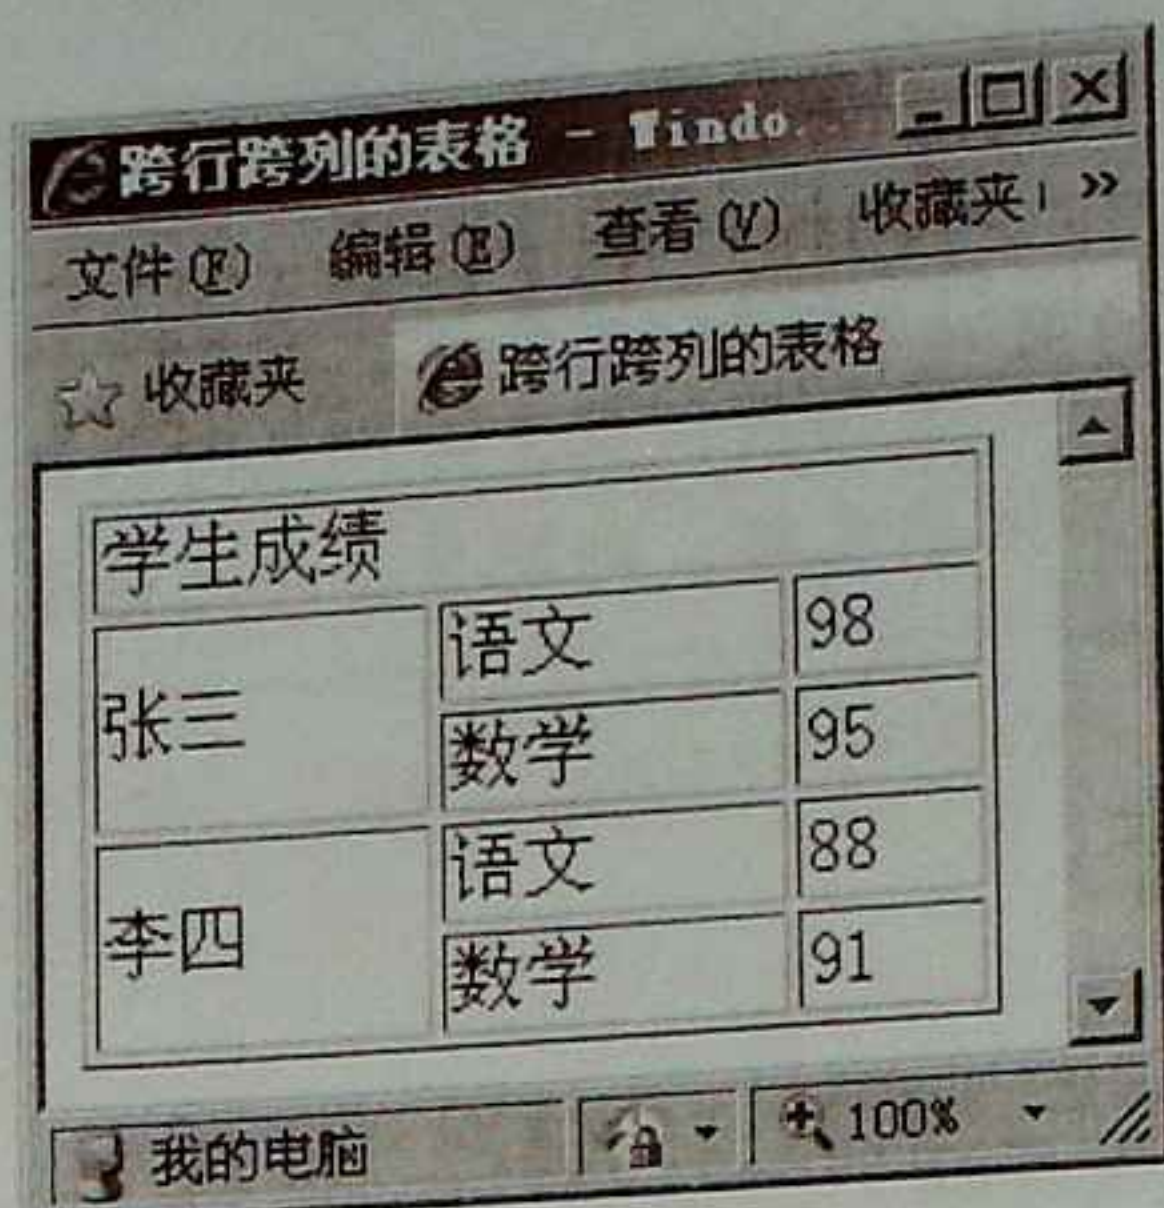 跨行跨列的表格 - Windo...
文件(F) 编辑(E) 查看(V) 收藏夹 »
收藏夹 跨行跨列的表格
学生成绩
张三 语文 98
数学 95
李四 语文 88
数学 91
我的电脑 100%